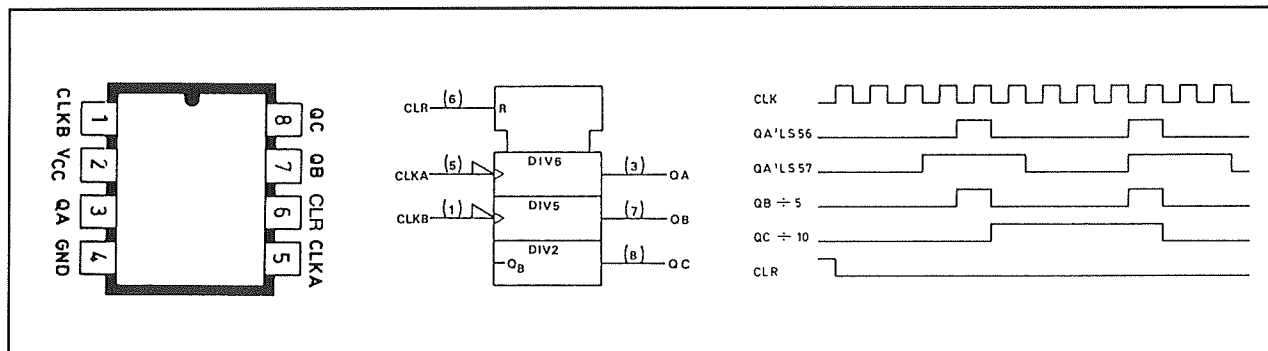 CLKB
1
VCC
2
QA
3
GND
4
QC
8
QB
7
CLR
6
CLKA
5
CLR (6) R
DIV6
CLKA (5) (3) QA
DIV5
CLKB (1) (7) QB
DIV2
QB (8) QC
CLK
QA'LS56
QA'LS57
QB ÷ 5
QC ÷ 10
CLR